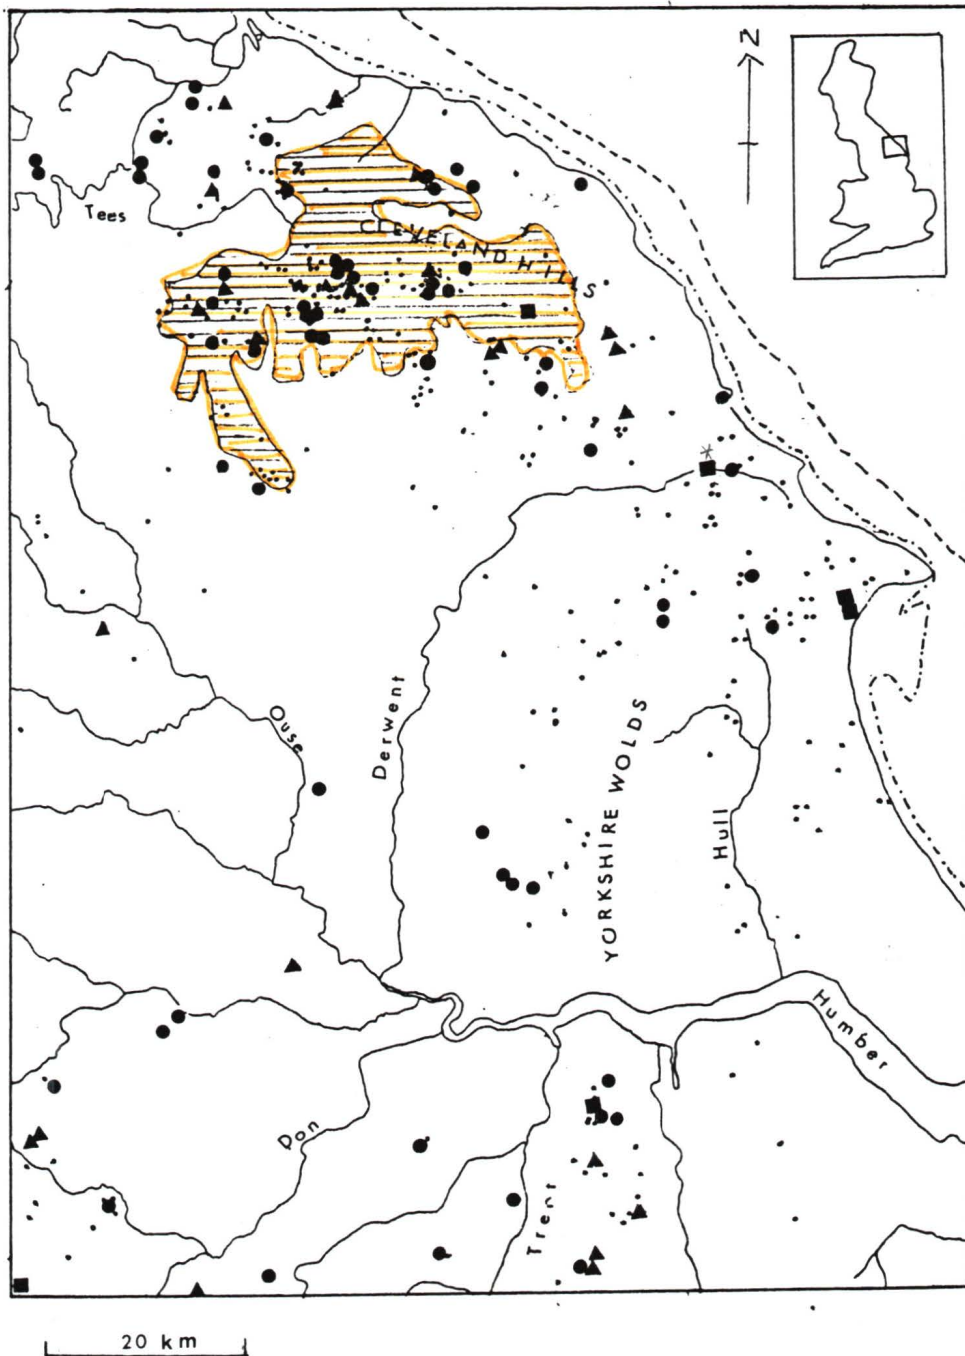 N
Tees
CLEVELAND HILLS
Ouse
Derwent
YORKSHIRE WOLDS
Hull
Humber
Don
Trent
20 km